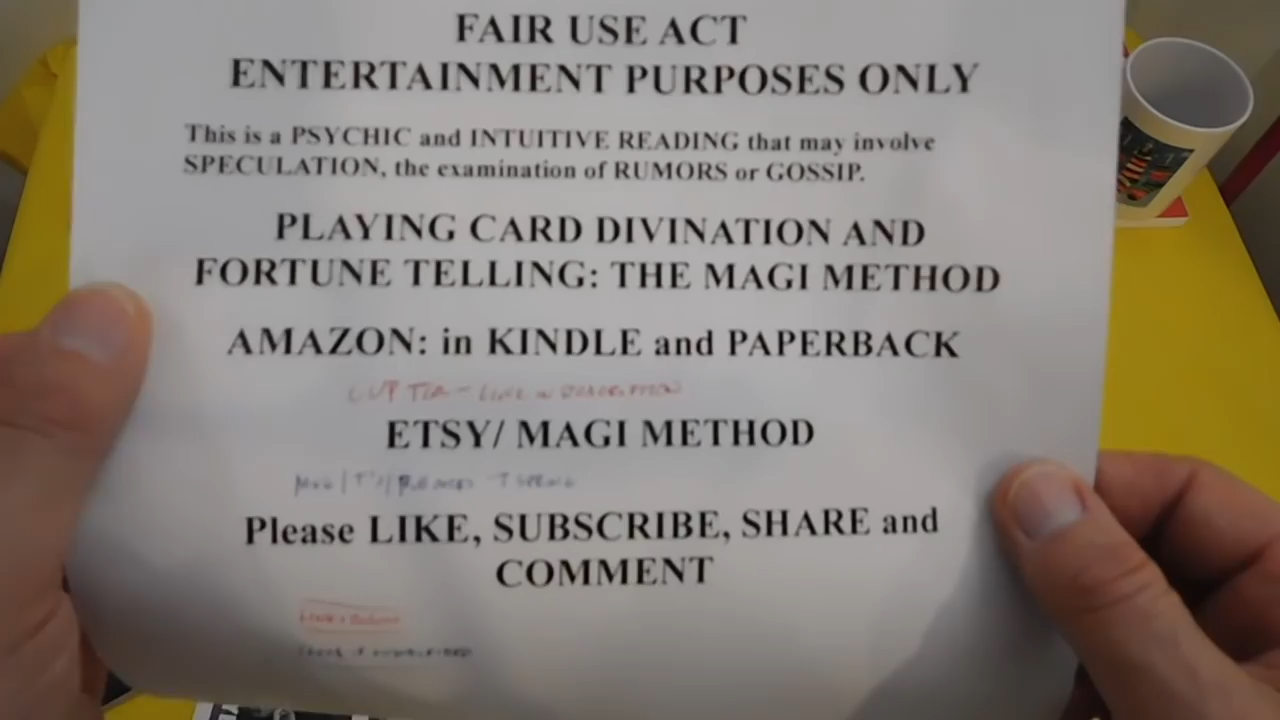 FAIR USE ACT
ENTERTAINMENT PURPOSES ONLY
This is a PSYCHIC and INTUITIVE READING that may involve
SPECULATION, the examination of RUMORS or GOSSIP.
PLAYING CARD DIVINATION AND
FORTUNE TELLING: THE MAGI METHOD
AMAZON: in KINDLE and PAPERBACK
ETSY/ MAGI METHOD
Please LIKE, SUBSCRIBE, SHARE and
COMMENT